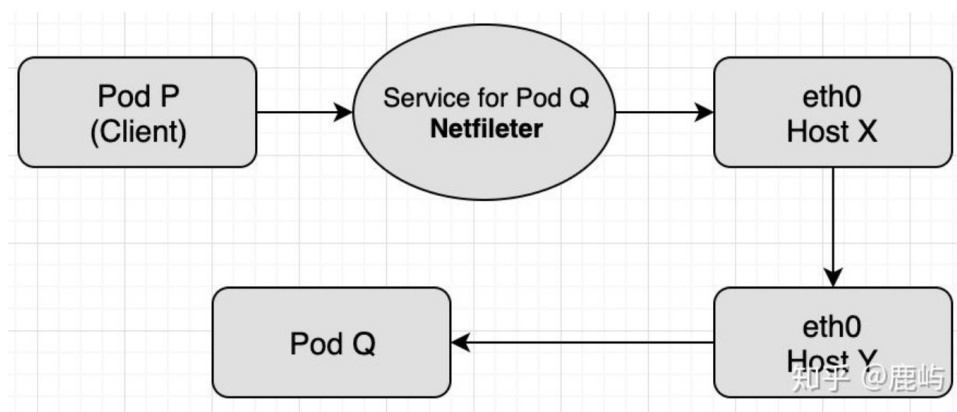 Pod P
(Client)
Service for Pod Q
Netfileter
eth0
Host X
Pod Q
eth0
Host Y
知乎 @鹿屿